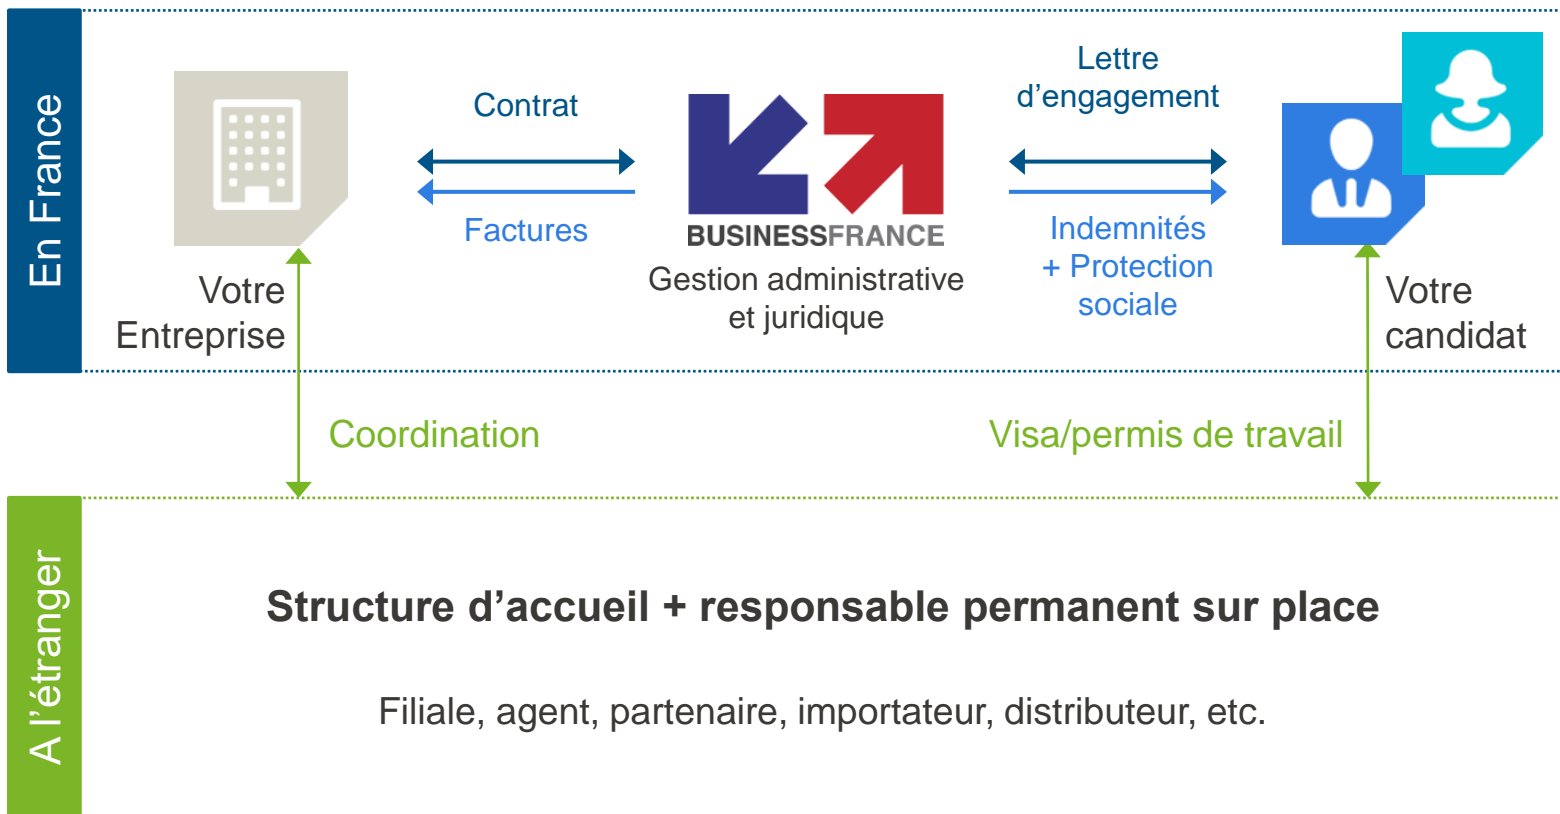 En France
Contrat
Factures
Votre
Entreprise
BUSINESSFRANCE
Gestion administrative
et juridique
Lettre
d’engagement
Indemnités
+ Protection
sociale
Votre
candidat
Coordination
Visa/permis de travail
A l’étranger
Structure d’accueil + responsable permanent sur place
Filiale, agent, partenaire, importateur, distributeur, etc.